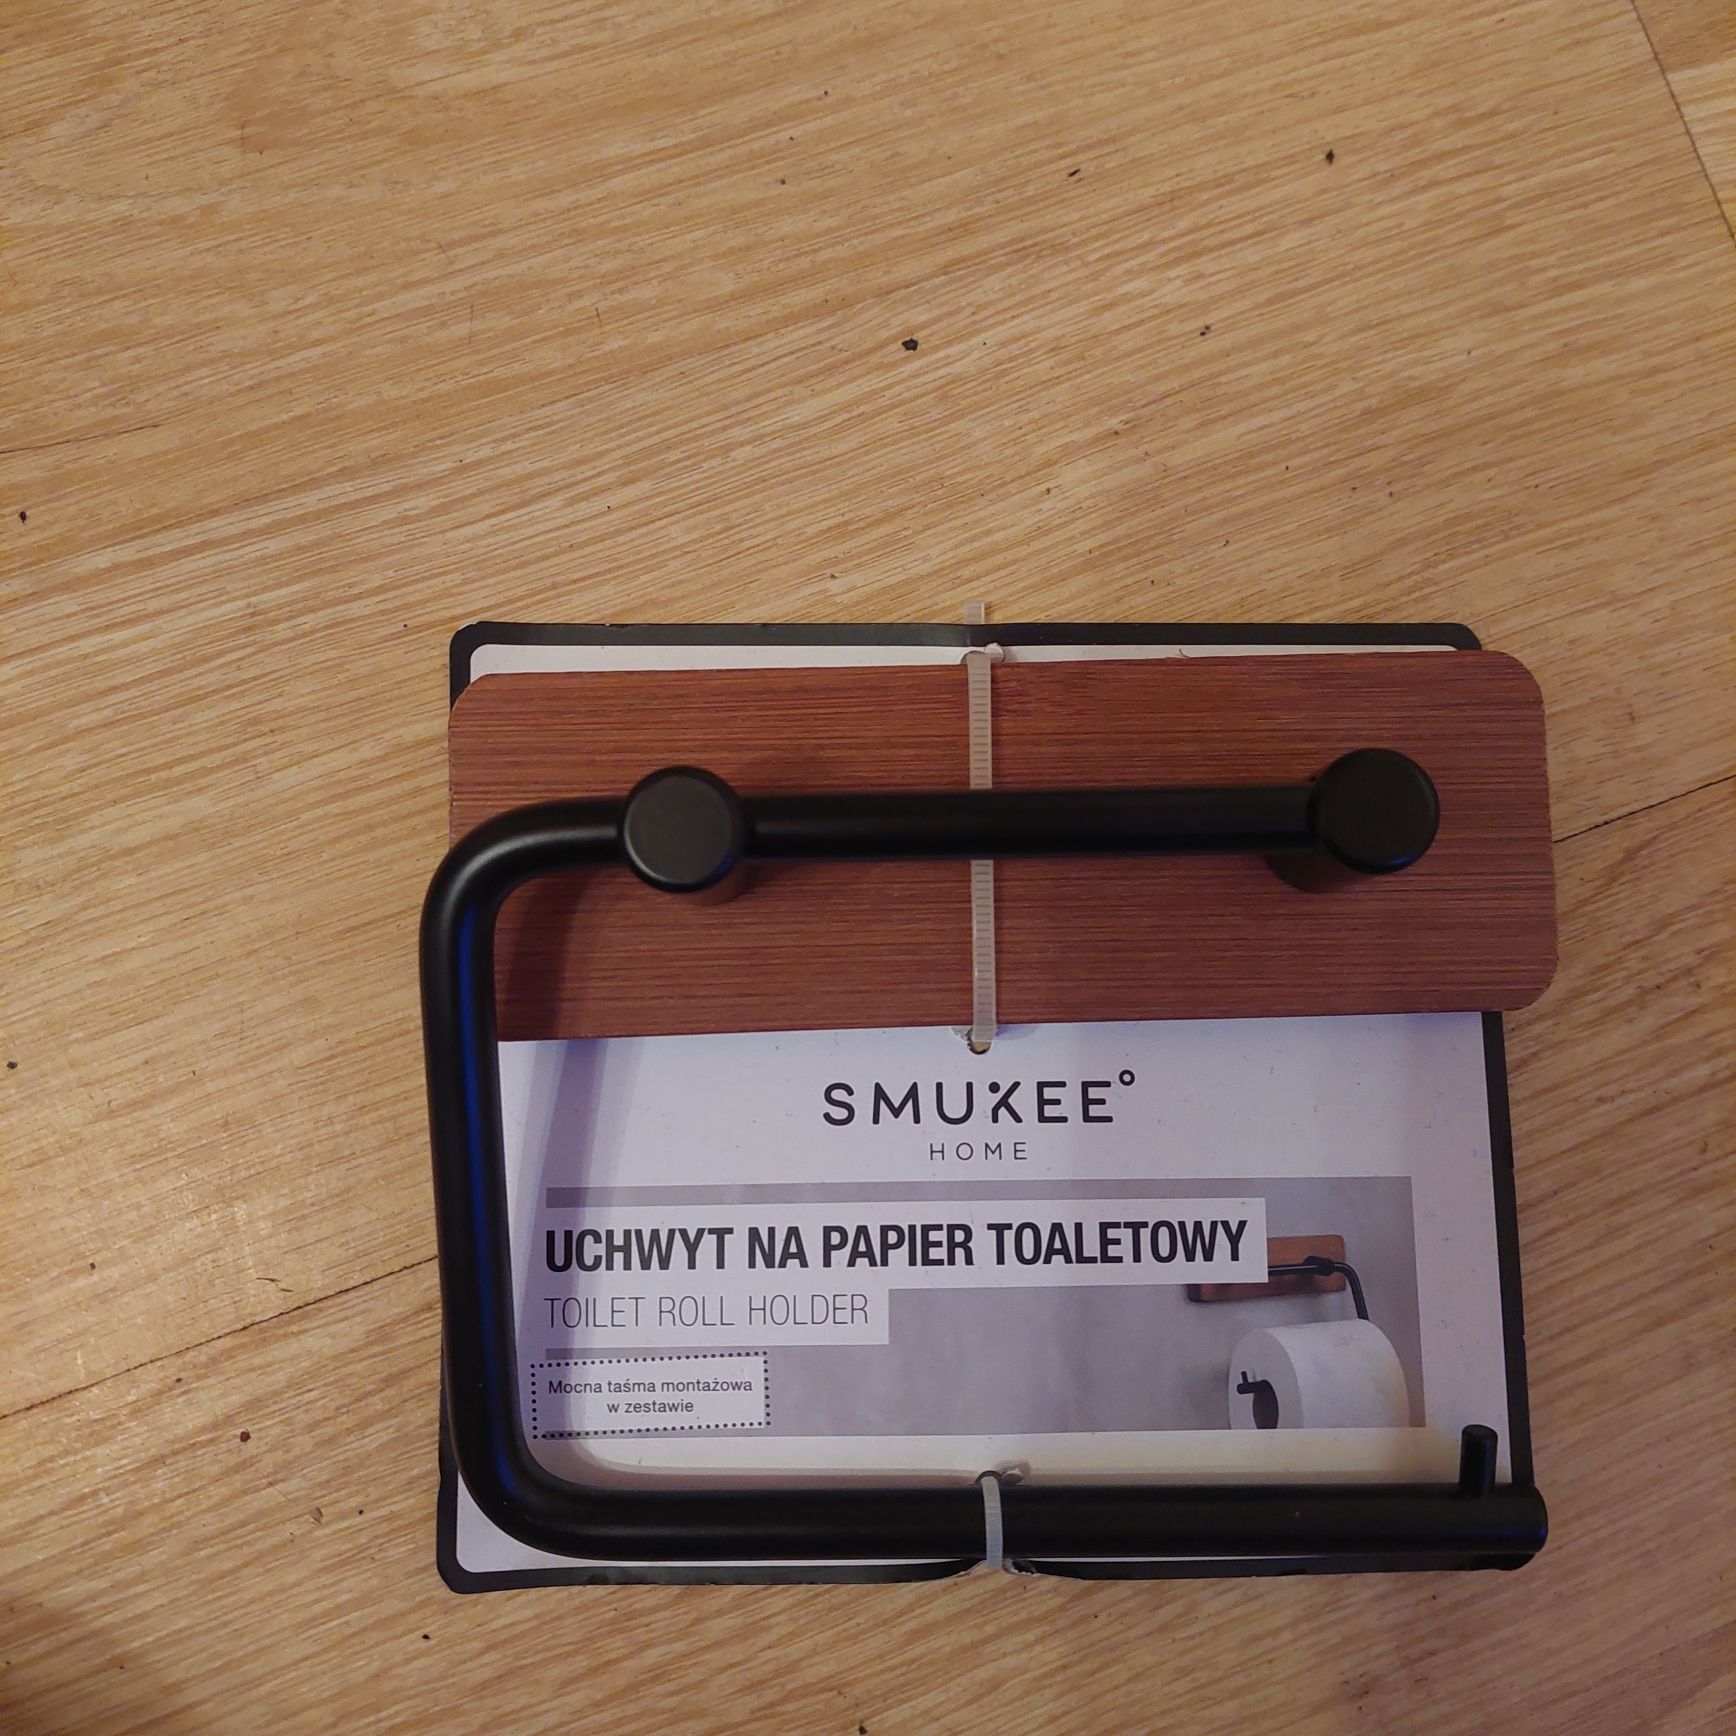 SMUKEE°
HOME
UCHWYT NA PAPIER TOALETOWY
TOILET ROLL HOLDER
Mocna taśma montażowa
w zestawie